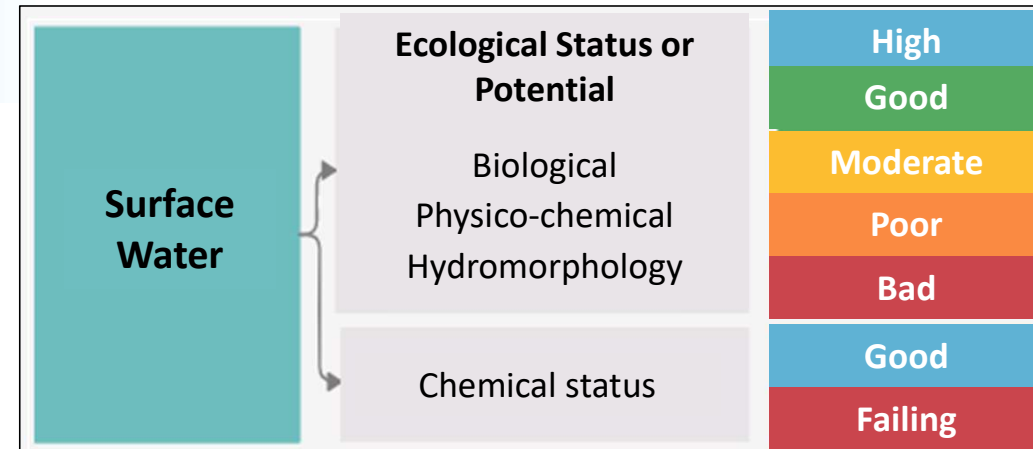 Surface
Water
Ecological Status or
Potential
Biological
Physico-chemical
Hydromorphology
High
Good
Moderate
Poor
Bad
Chemical status
Good
Failing